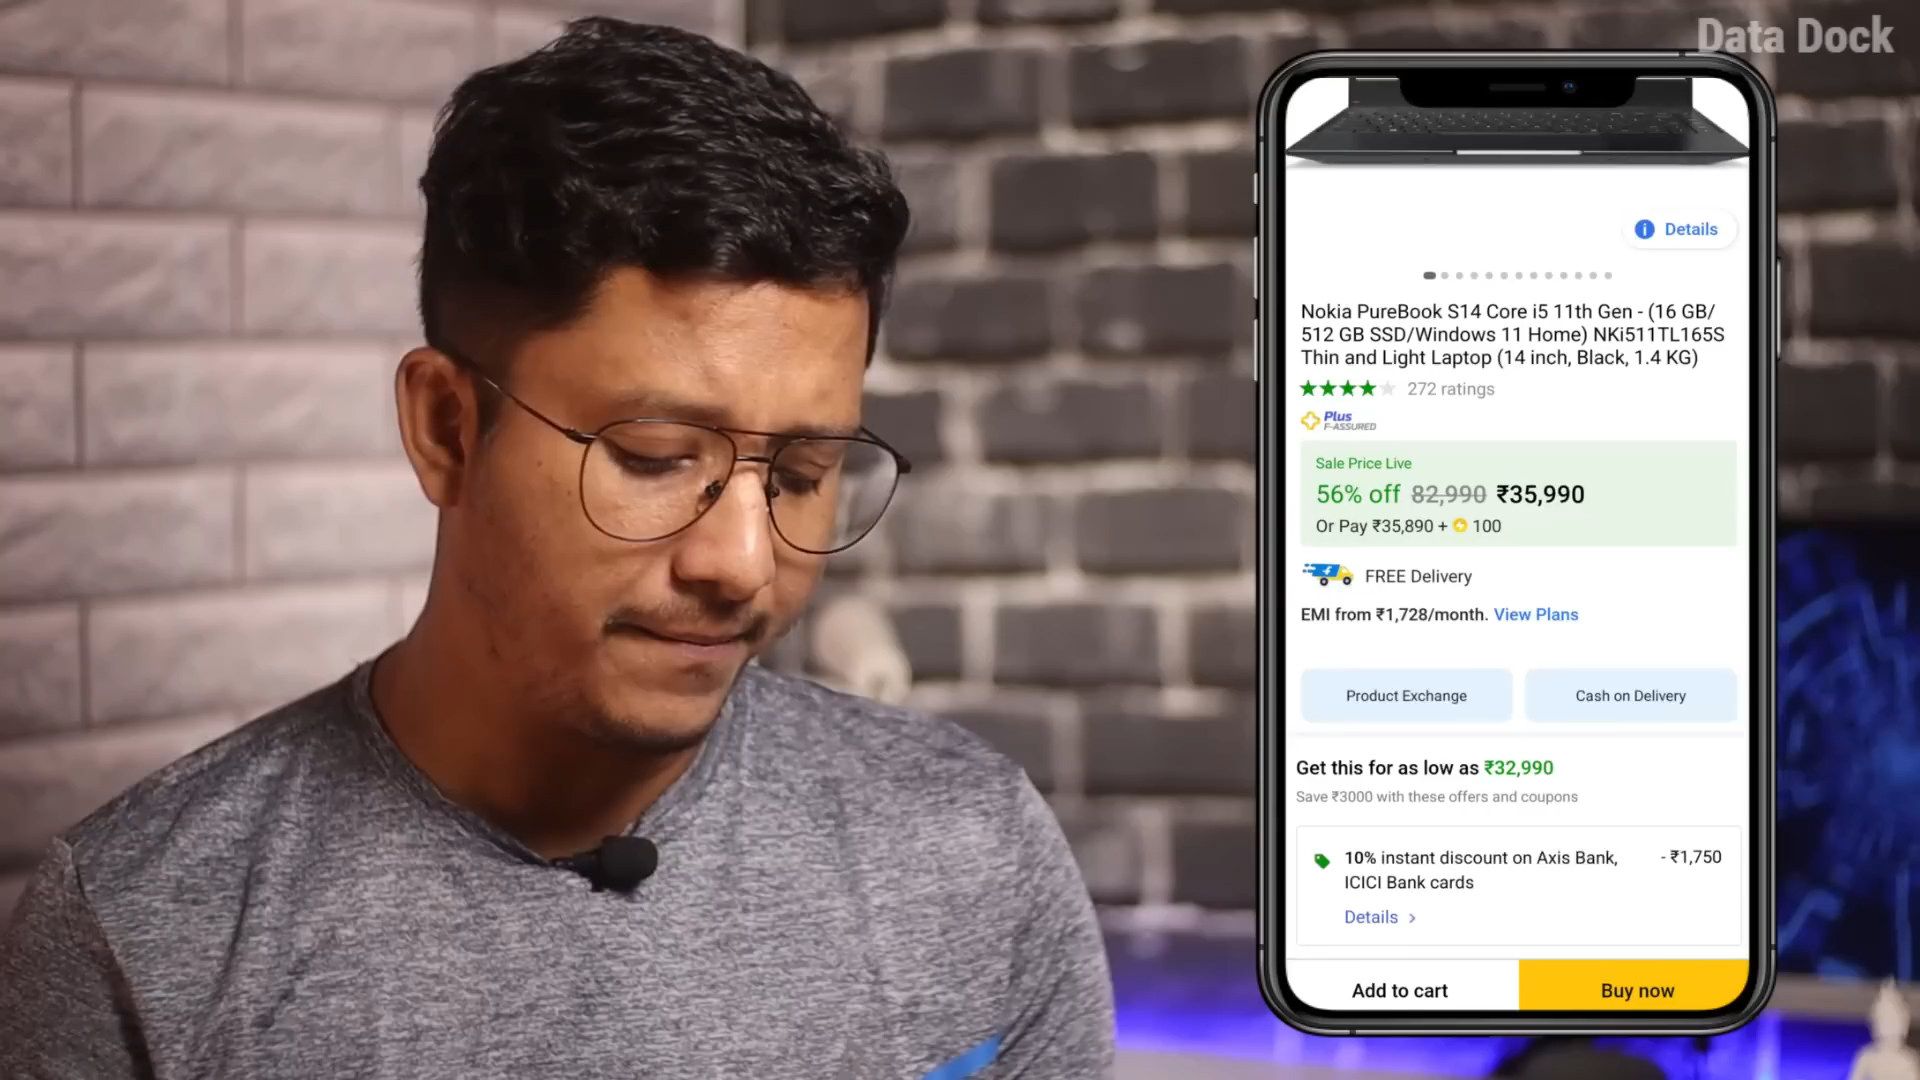 Data Dock
Details
Nokia PureBook S14 Core i5 11th Gen - (16 GB/
512 GB SSD/Windows 11 Home) NKi511TL165S
Thin and Light Laptop (14 inch, Black, 1.4 KG)
272 ratings
Plus
F-ASSURED
Sale Price Live
56% off 82,990 ₹35,990
Or Pay ₹35,890 + 100
FREE Delivery
EMI from ₹1,728/month. View Plans
Product Exchange
Cash on Delivery
Get this for as low as ₹32,990
Save ₹3000 with these offers and coupons
10% instant discount on Axis Bank, - ₹1,750
ICICI Bank cards
Details
Add to cart
Buy now